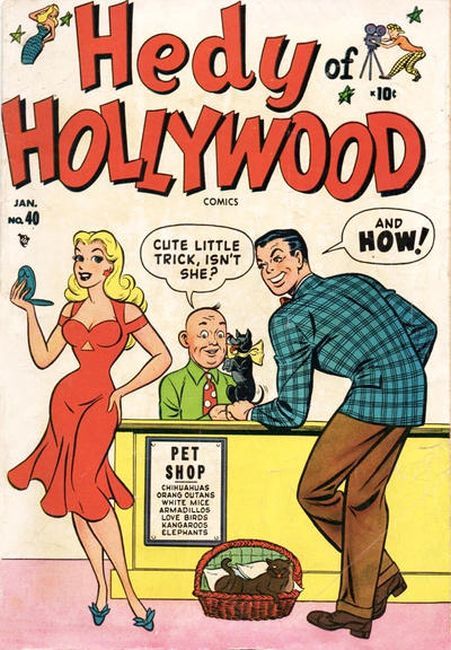 Hedy of
HOLLYWOOD
COMICS
K 10¢
JAN.
NO. 40
CUTE LITTLE
TRICK, ISN'T
SHE?
AND
HOW!
PET
SHOP
CHIHUAHUAS
ORANG OUTANS
WHITE MICE
ARMADILLOS
LOVE BIRDS
KANGAROOS
ELEPHANTS